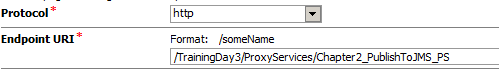 Protocol* http
Endpoint URI* Format: /someName
/TrainingDay3/ProxyServices/Chapter2_PublishToJMS_PS